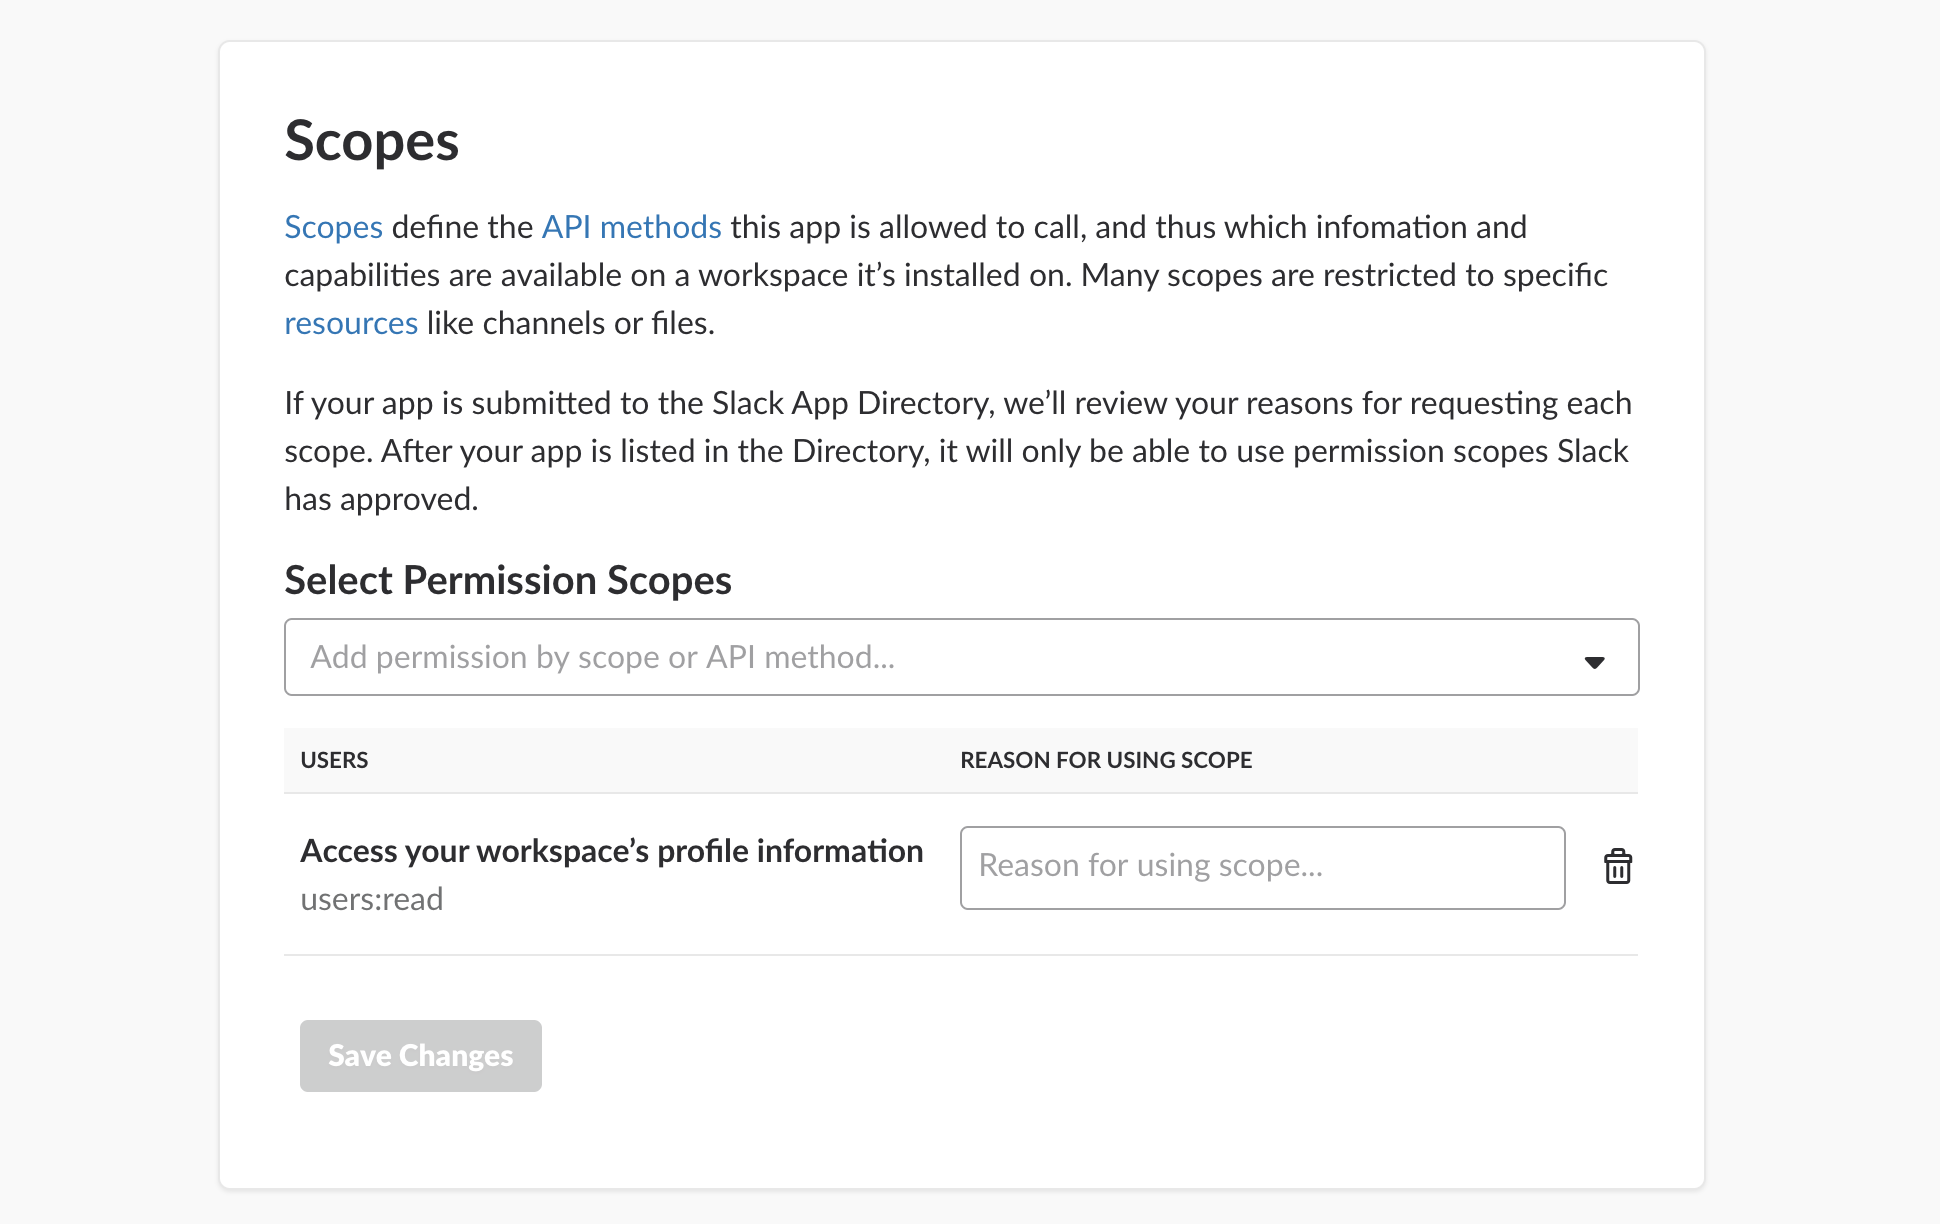 Scopes
Scopes define the API methods this app is allowed to call, and thus which infomation and
capabilities are available on a workspace it’s installed on. Many scopes are restricted to specific
resources like channels or files.
If your app is submitted to the Slack App Directory, we’ll review your reasons for requesting each
scope. After your app is listed in the Directory, it will only be able to use permission scopes Slack
has approved.
Select Permission Scopes
Add permission by scope or API method...
USERS REASON FOR USING SCOPE
Access your workspace’s profile information
Reason for using scope...
users:read
Save Changes